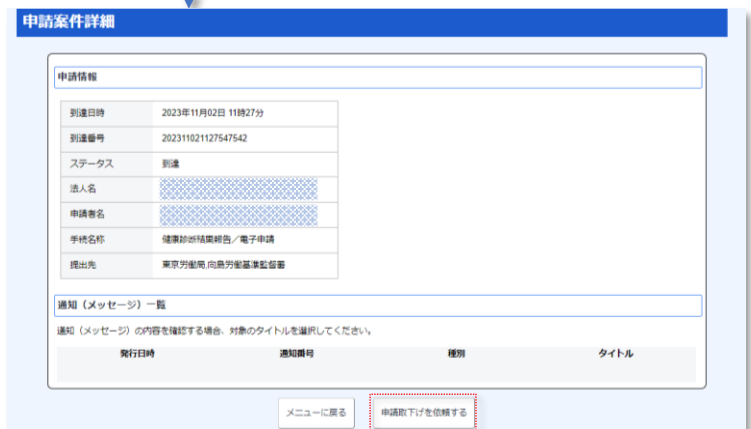 申請案件詳細
申請情報
到達日時 2023年11月02日 11時27分
到達番号 202311021127547542
ステータス 到達
法人名
申請者名
手続名称 健康診断結果報告／電子申請
提出先 東京労働局,向島労働基準監督署
通知（メッセージ）一覧
通知（メッセージ）の内容を確認する場合、対象のタイトルを選択してください。
発行日時 通知番号 種別 タイトル
メニューに戻る 申請取下げを依頼する